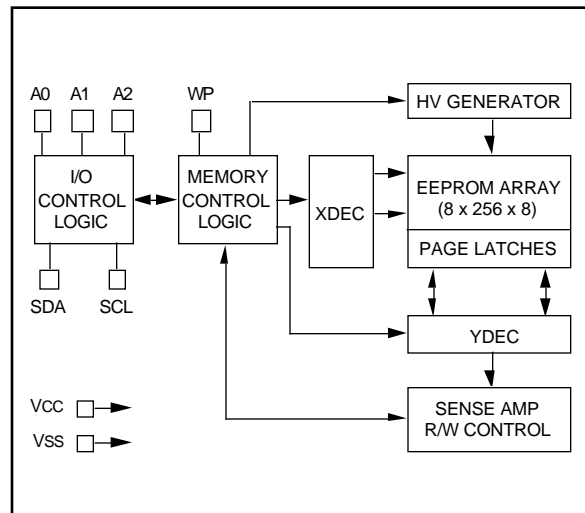 A0 A1 A2 WP
HV GENERATOR
I/O
CONTROL
LOGIC
MEMORY
CONTROL
LOGIC
XDEC
EEPROM ARRAY
(8 x 256 x 8)
PAGE LATCHES
SDA SCL
YDEC
VCC
VSS
SENSE AMP
R/W CONTROL